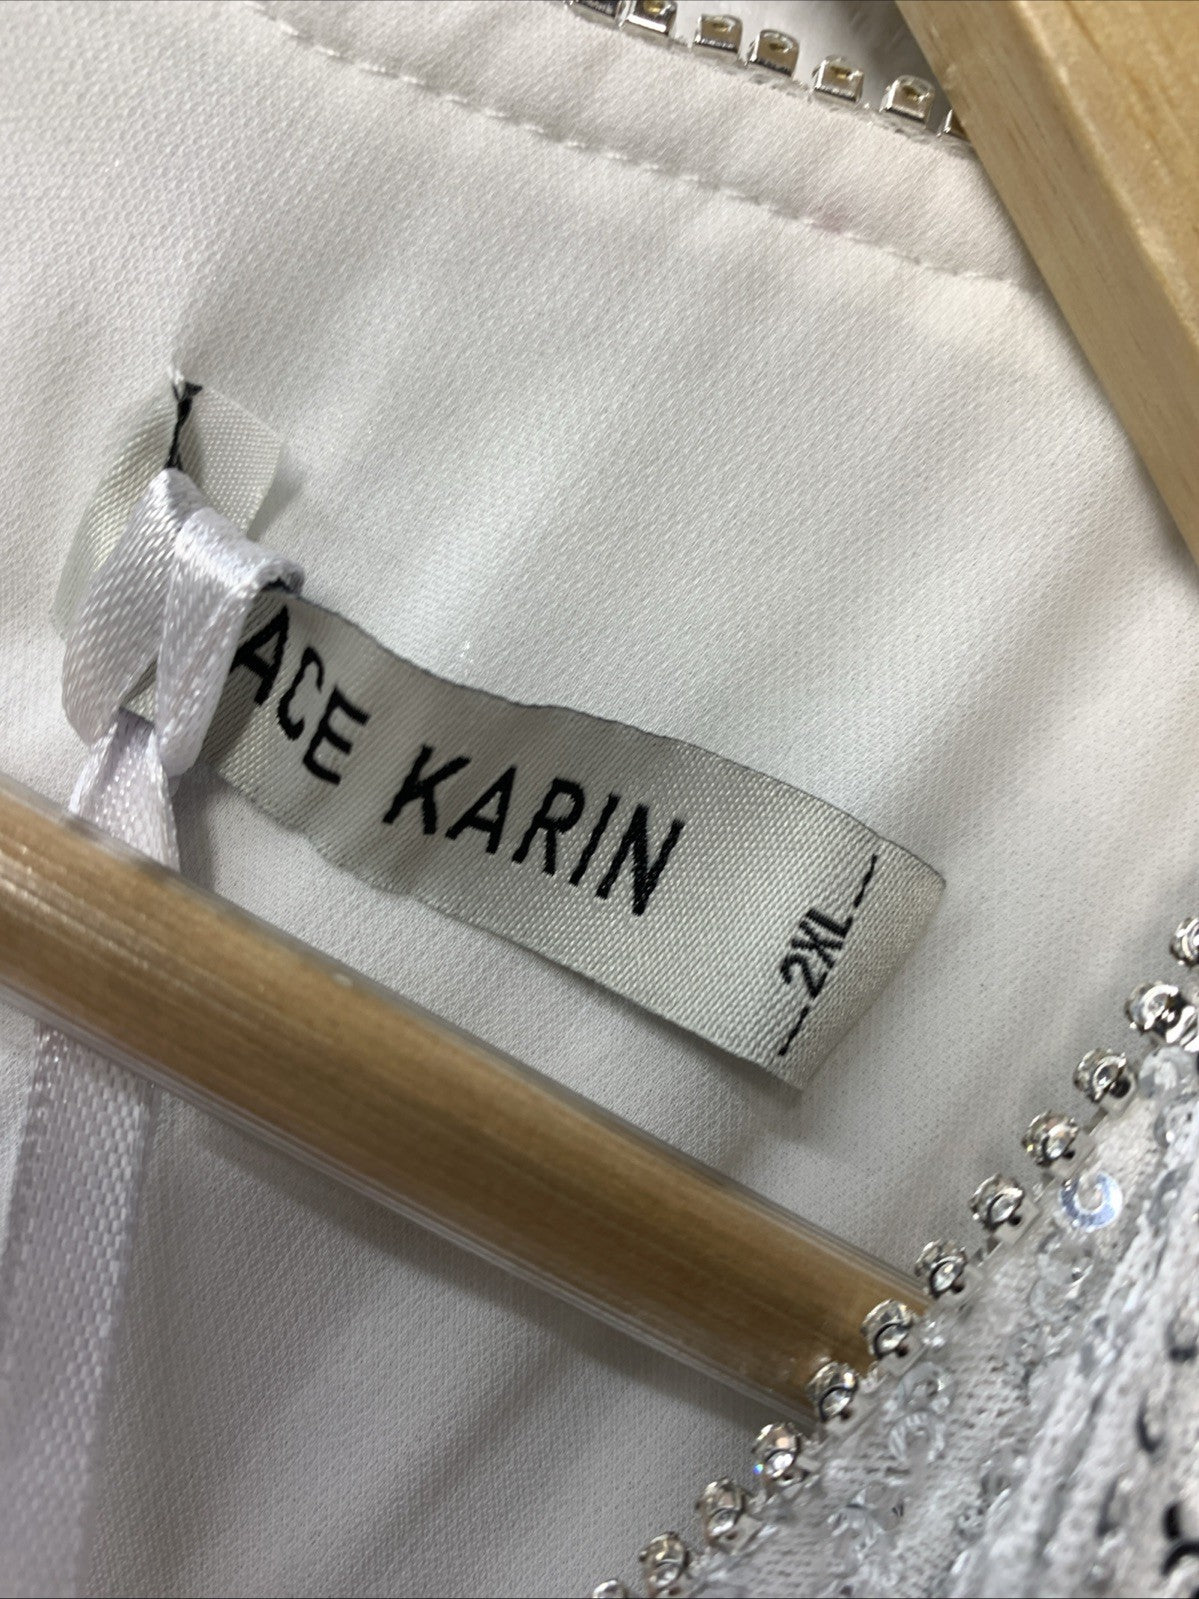 ACE KARIN
—2XL—